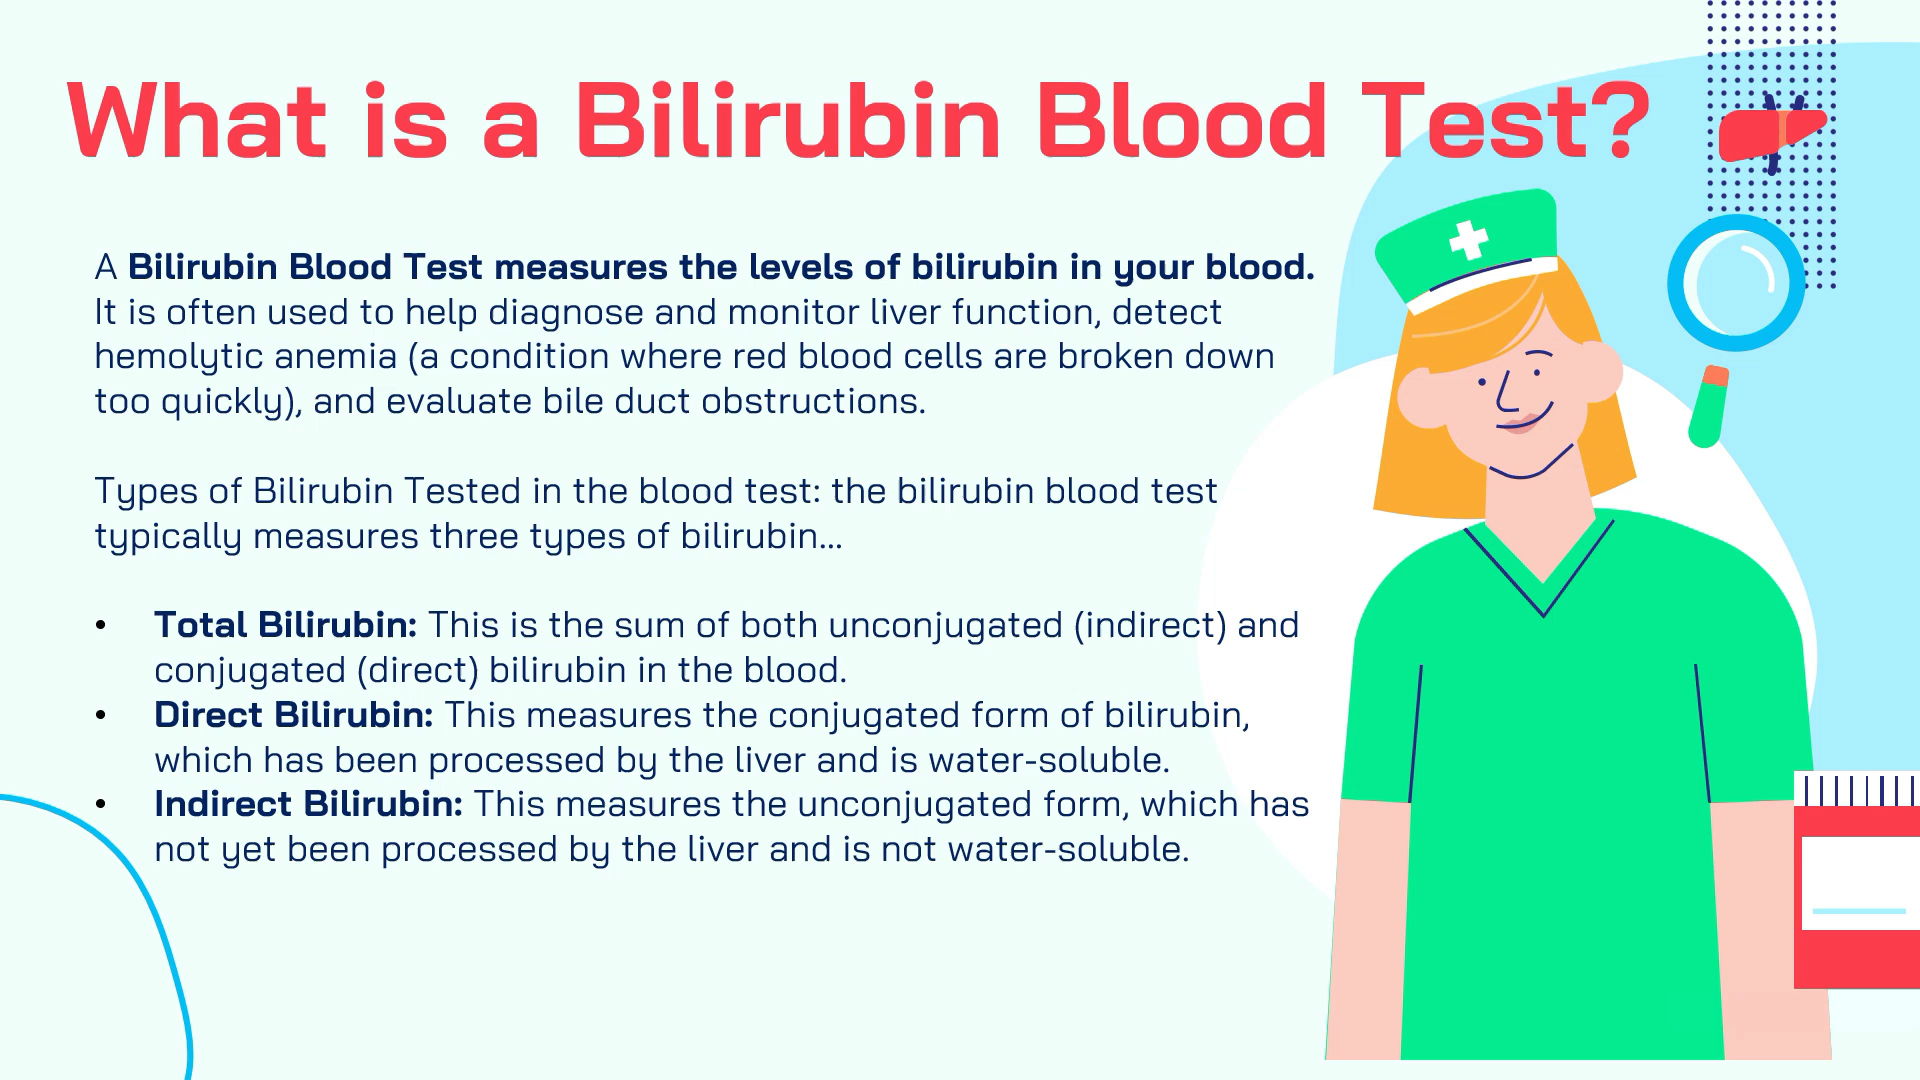 What is a Bilirubin Blood Test?
A Bilirubin Blood Test measures the levels of bilirubin in your blood.
It is often used to help diagnose and monitor liver function, detect
hemolytic anemia (a condition where red blood cells are broken down
too quickly), and evaluate bile duct obstructions.
Types of Bilirubin Tested in the blood test: the bilirubin blood test
typically measures three types of bilirubin...
• Total Bilirubin: This is the sum of both unconjugated (indirect) and
conjugated (direct) bilirubin in the blood.
• Direct Bilirubin: This measures the conjugated form of bilirubin,
which has been processed by the liver and is water-soluble.
• Indirect Bilirubin: This measures the unconjugated form, which has
not yet been processed by the liver and is not water-soluble.